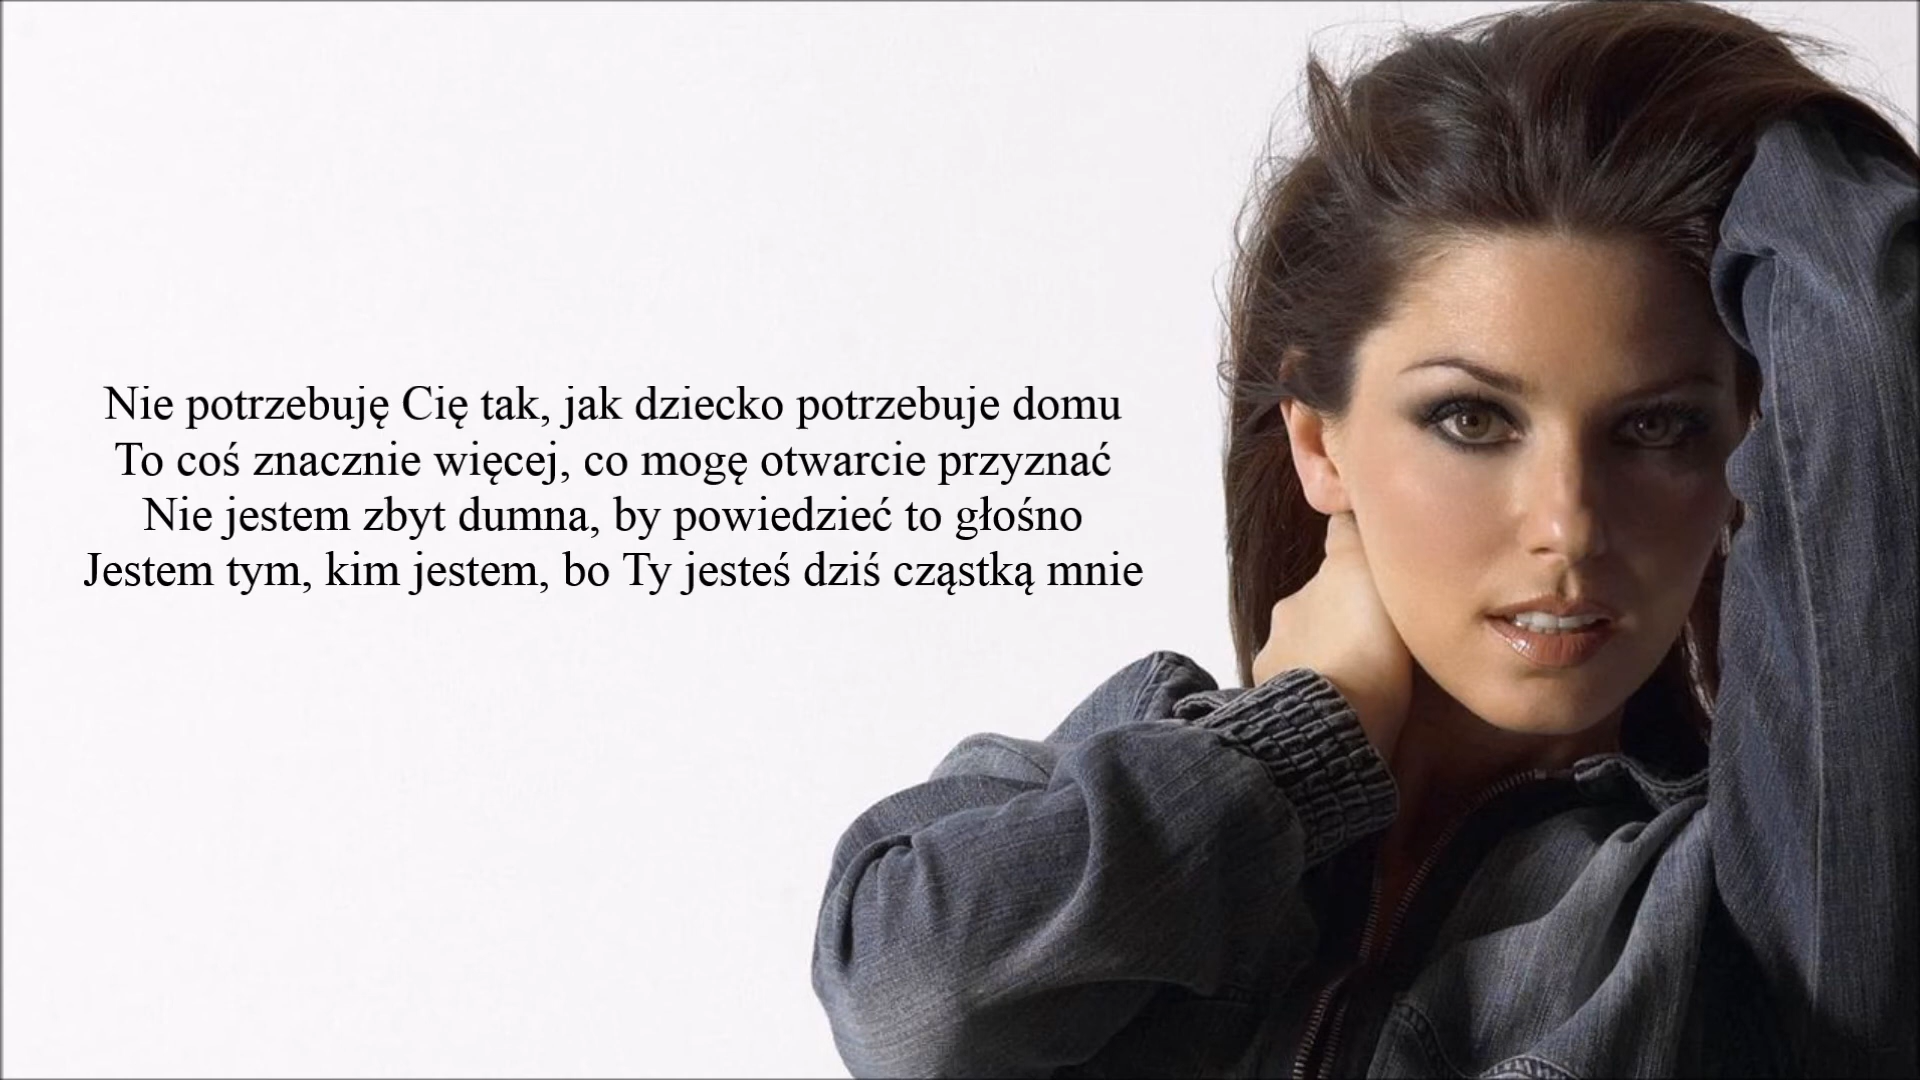 Nie potrzebuję Cię tak, jak dziecko potrzebuje domu
To coś znacznie więcej, co mogę otwarcie przyznać
Nie jestem zbyt dumna, by powiedzieć to głośno
Jestem tym, kim jestem, bo Ty jesteś dziś cząstką mnie